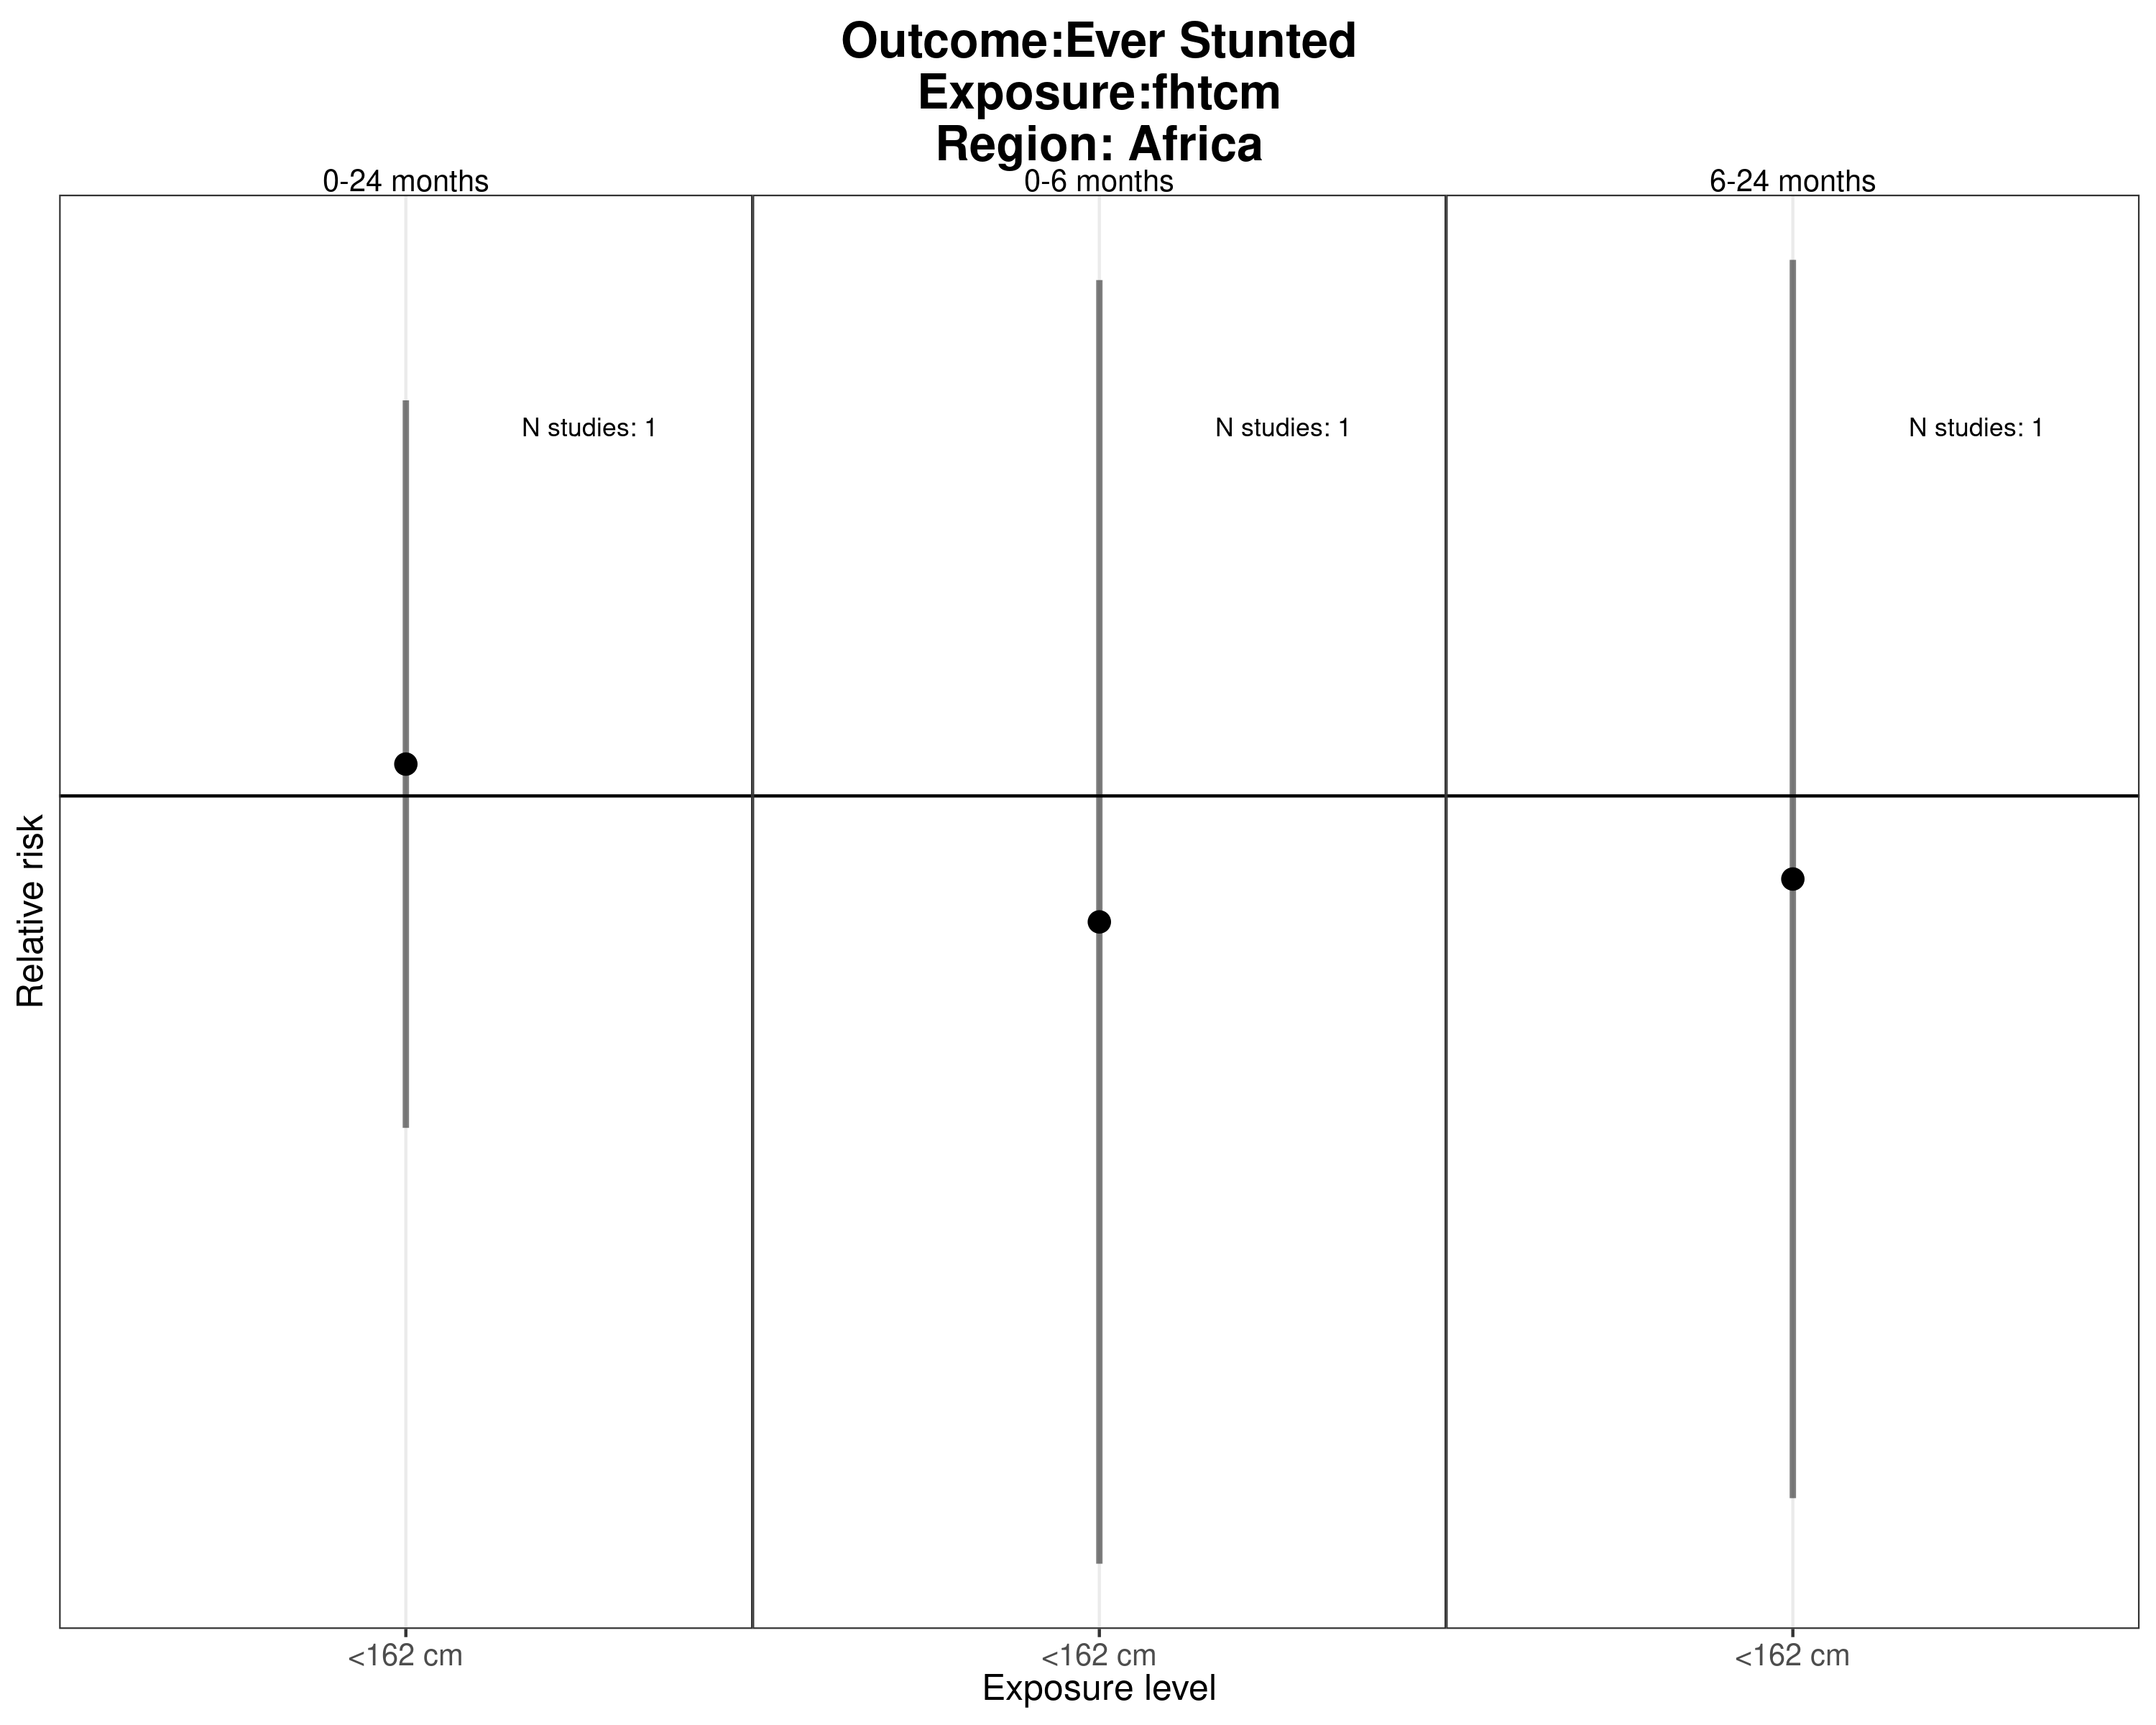 Outcome:Ever Stunted
Exposure:fhtcm
Region: Africa
0-24 months
0-6 months
6-24 months
N studies: 1
N studies: 1
N studies: 1
Relative risk
<162 cm
<162 cm
<162 cm
Exposure level